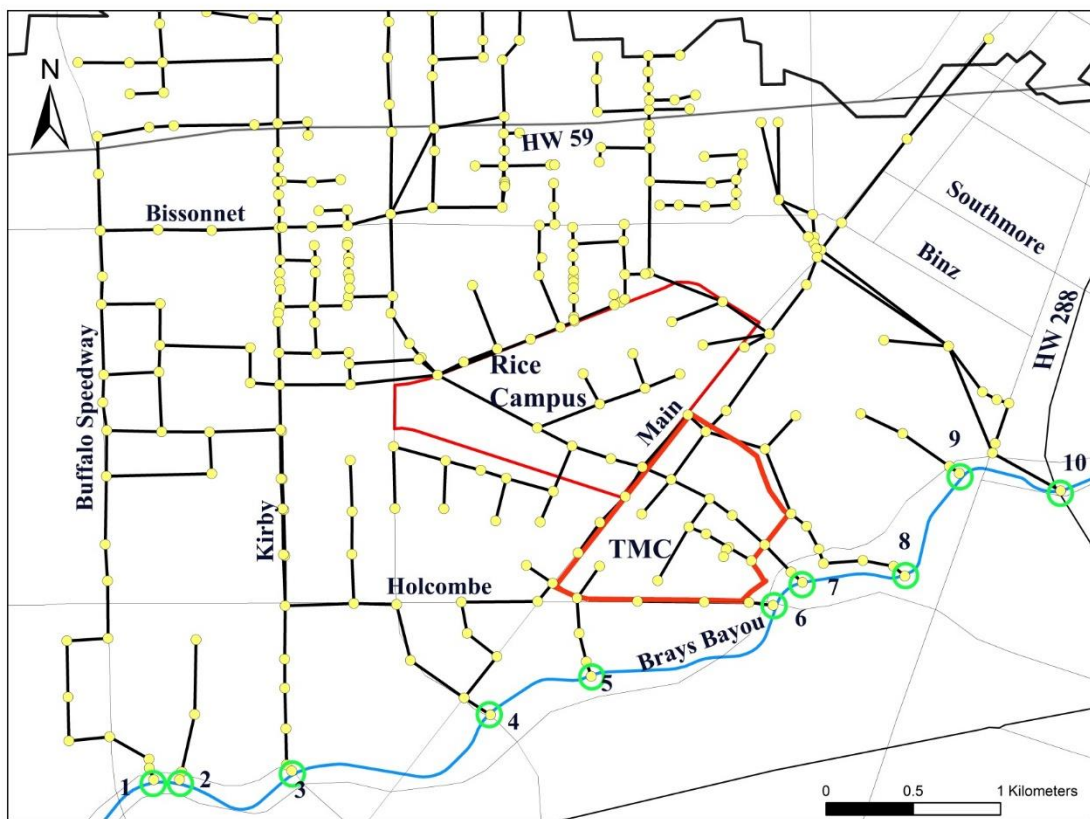 N
HW 59
Bissonnet
Southmore
Binz
HW 288
Buffalo Speedway
Rice
Campus
Main
Kirby
TMC
Holcombe
Brays Bayou
9
10
8
7
6
5
4
3
2
1
0 0.5 1 Kilometers